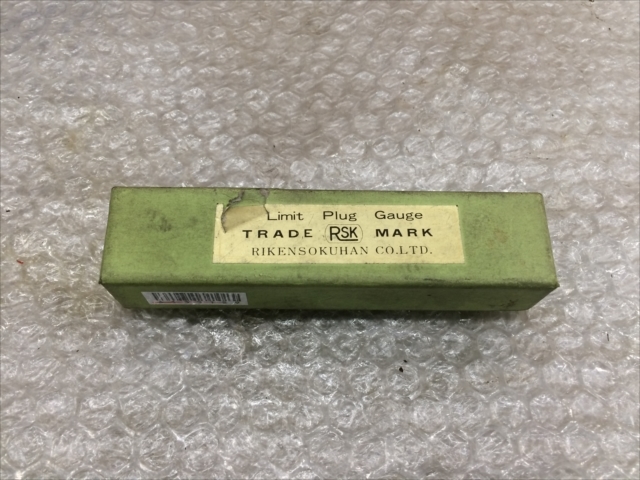 Limit Plug Gauge
TRADE RSK MARK
RIKENSOKUHAN CO.LTD.